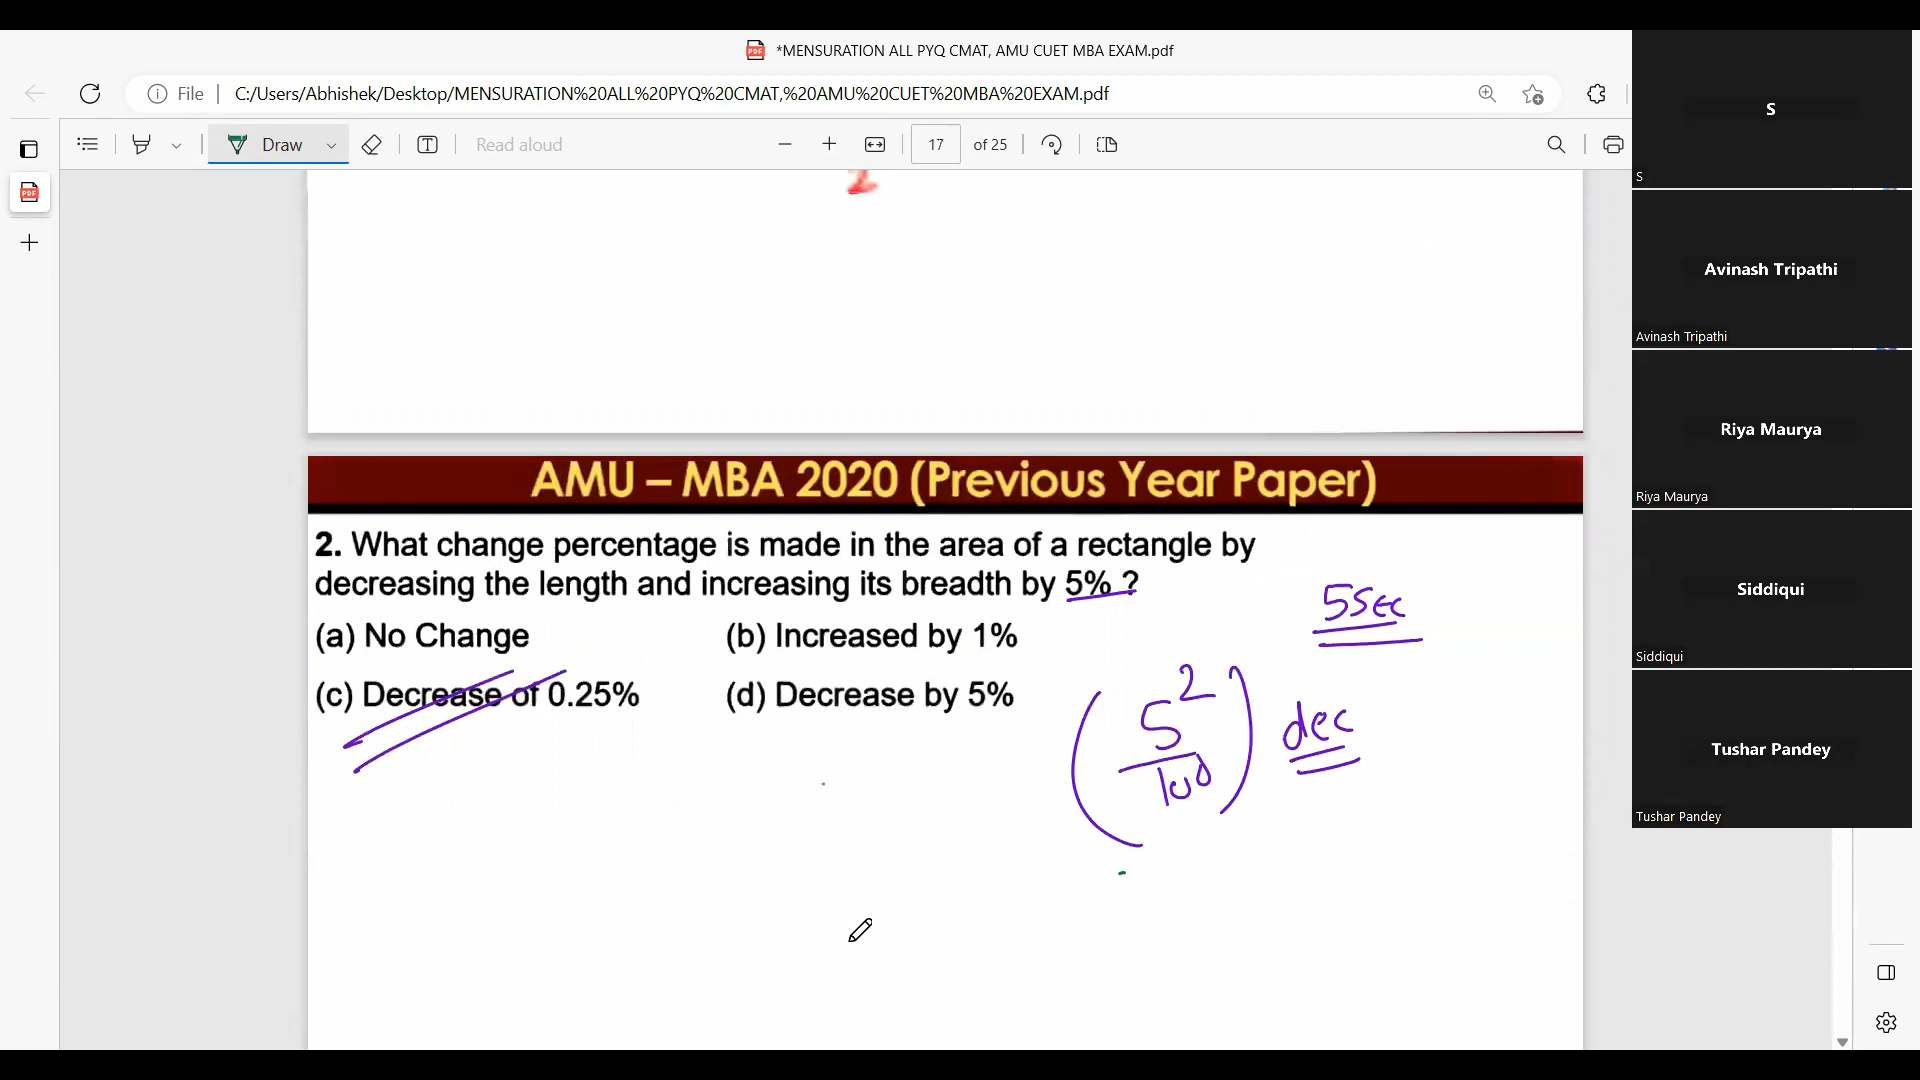 *MENSURATION ALL PYQ CMAT, AMU CUET MBA EXAM.pdf
File C:/Users/Abhishek/Desktop/MENSURATION%20ALL%20PYQ%20CMAT,%20AMU%20CUET%20MBA%20EXAM.pdf
Draw Read aloud 17 of 25
2
AMU – MBA 2020 (Previous Year Paper)
2. What change percentage is made in the area of a rectangle by
decreasing the length and increasing its breadth by 5% ?
(a) No Change (b) Increased by 1%
(c) Decrease of 0.25% (d) Decrease by 5%
5 Sec
(5²/100) dec
S
S
Avinash Tripathi
Avinash Tripathi
Riya Maurya
Riya Maurya
Siddiqui
Siddiqui
Tushar Pandey
Tushar Pandey